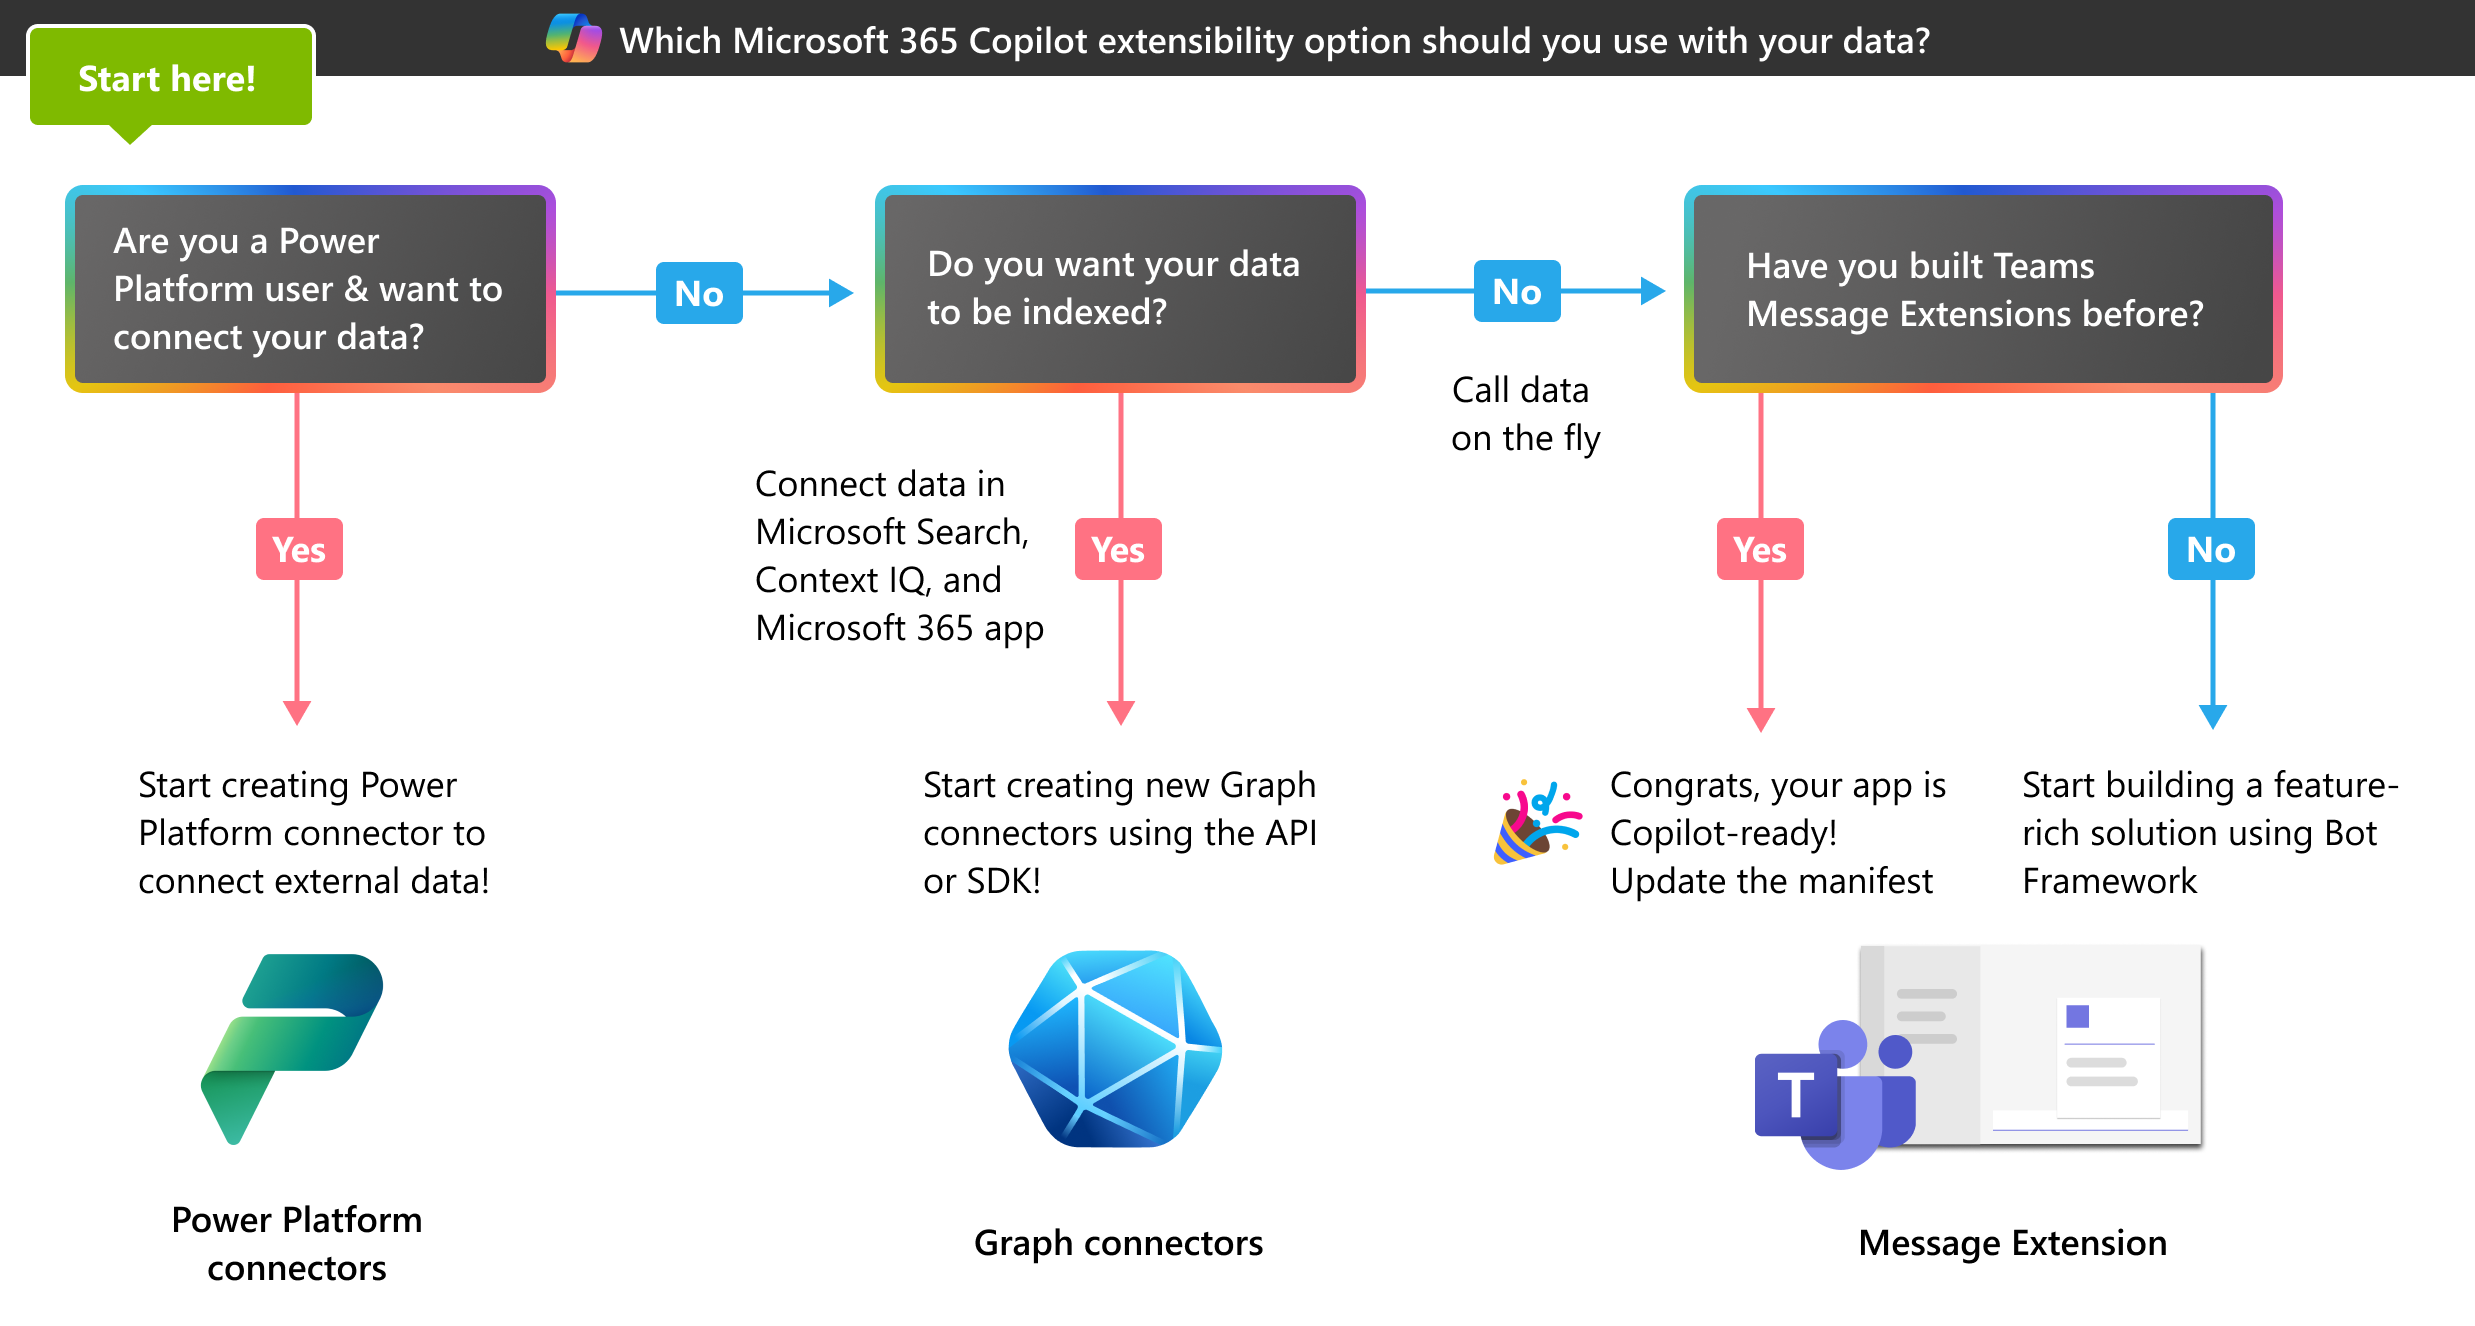 Which Microsoft 365 Copilot extensibility option should you use with your data?
Start here!
Are you a Power
Platform user & want to
connect your data?
No
Do you want your data
to be indexed?
No
Call data
on the fly
Have you built Teams
Message Extensions before?
Yes
Connect data in
Microsoft Search,
Context IQ, and
Microsoft 365 app
Yes
Yes
No
Start creating Power
Platform connector to
connect external data!
Start creating new Graph
connectors using the API
or SDK!
Congrats, your app is
Copilot-ready!
Update the manifest
Start building a feature-
rich solution using Bot
Framework
T
Power Platform
connectors
Graph connectors
Message Extension